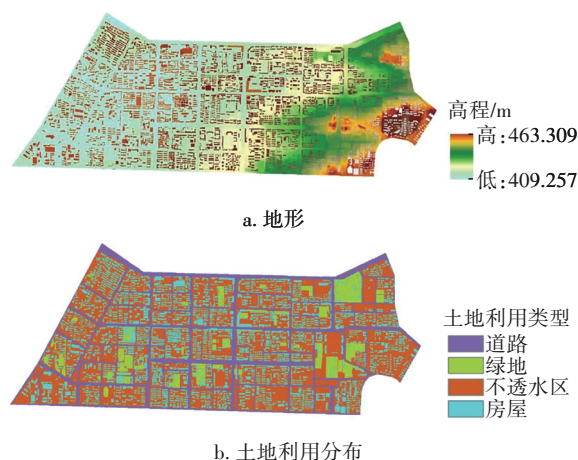 高程/m
高:463.309
低:409.257
a. 地形
土地利用类型
道路
绿地
不透水区
房屋
b. 土地利用分布